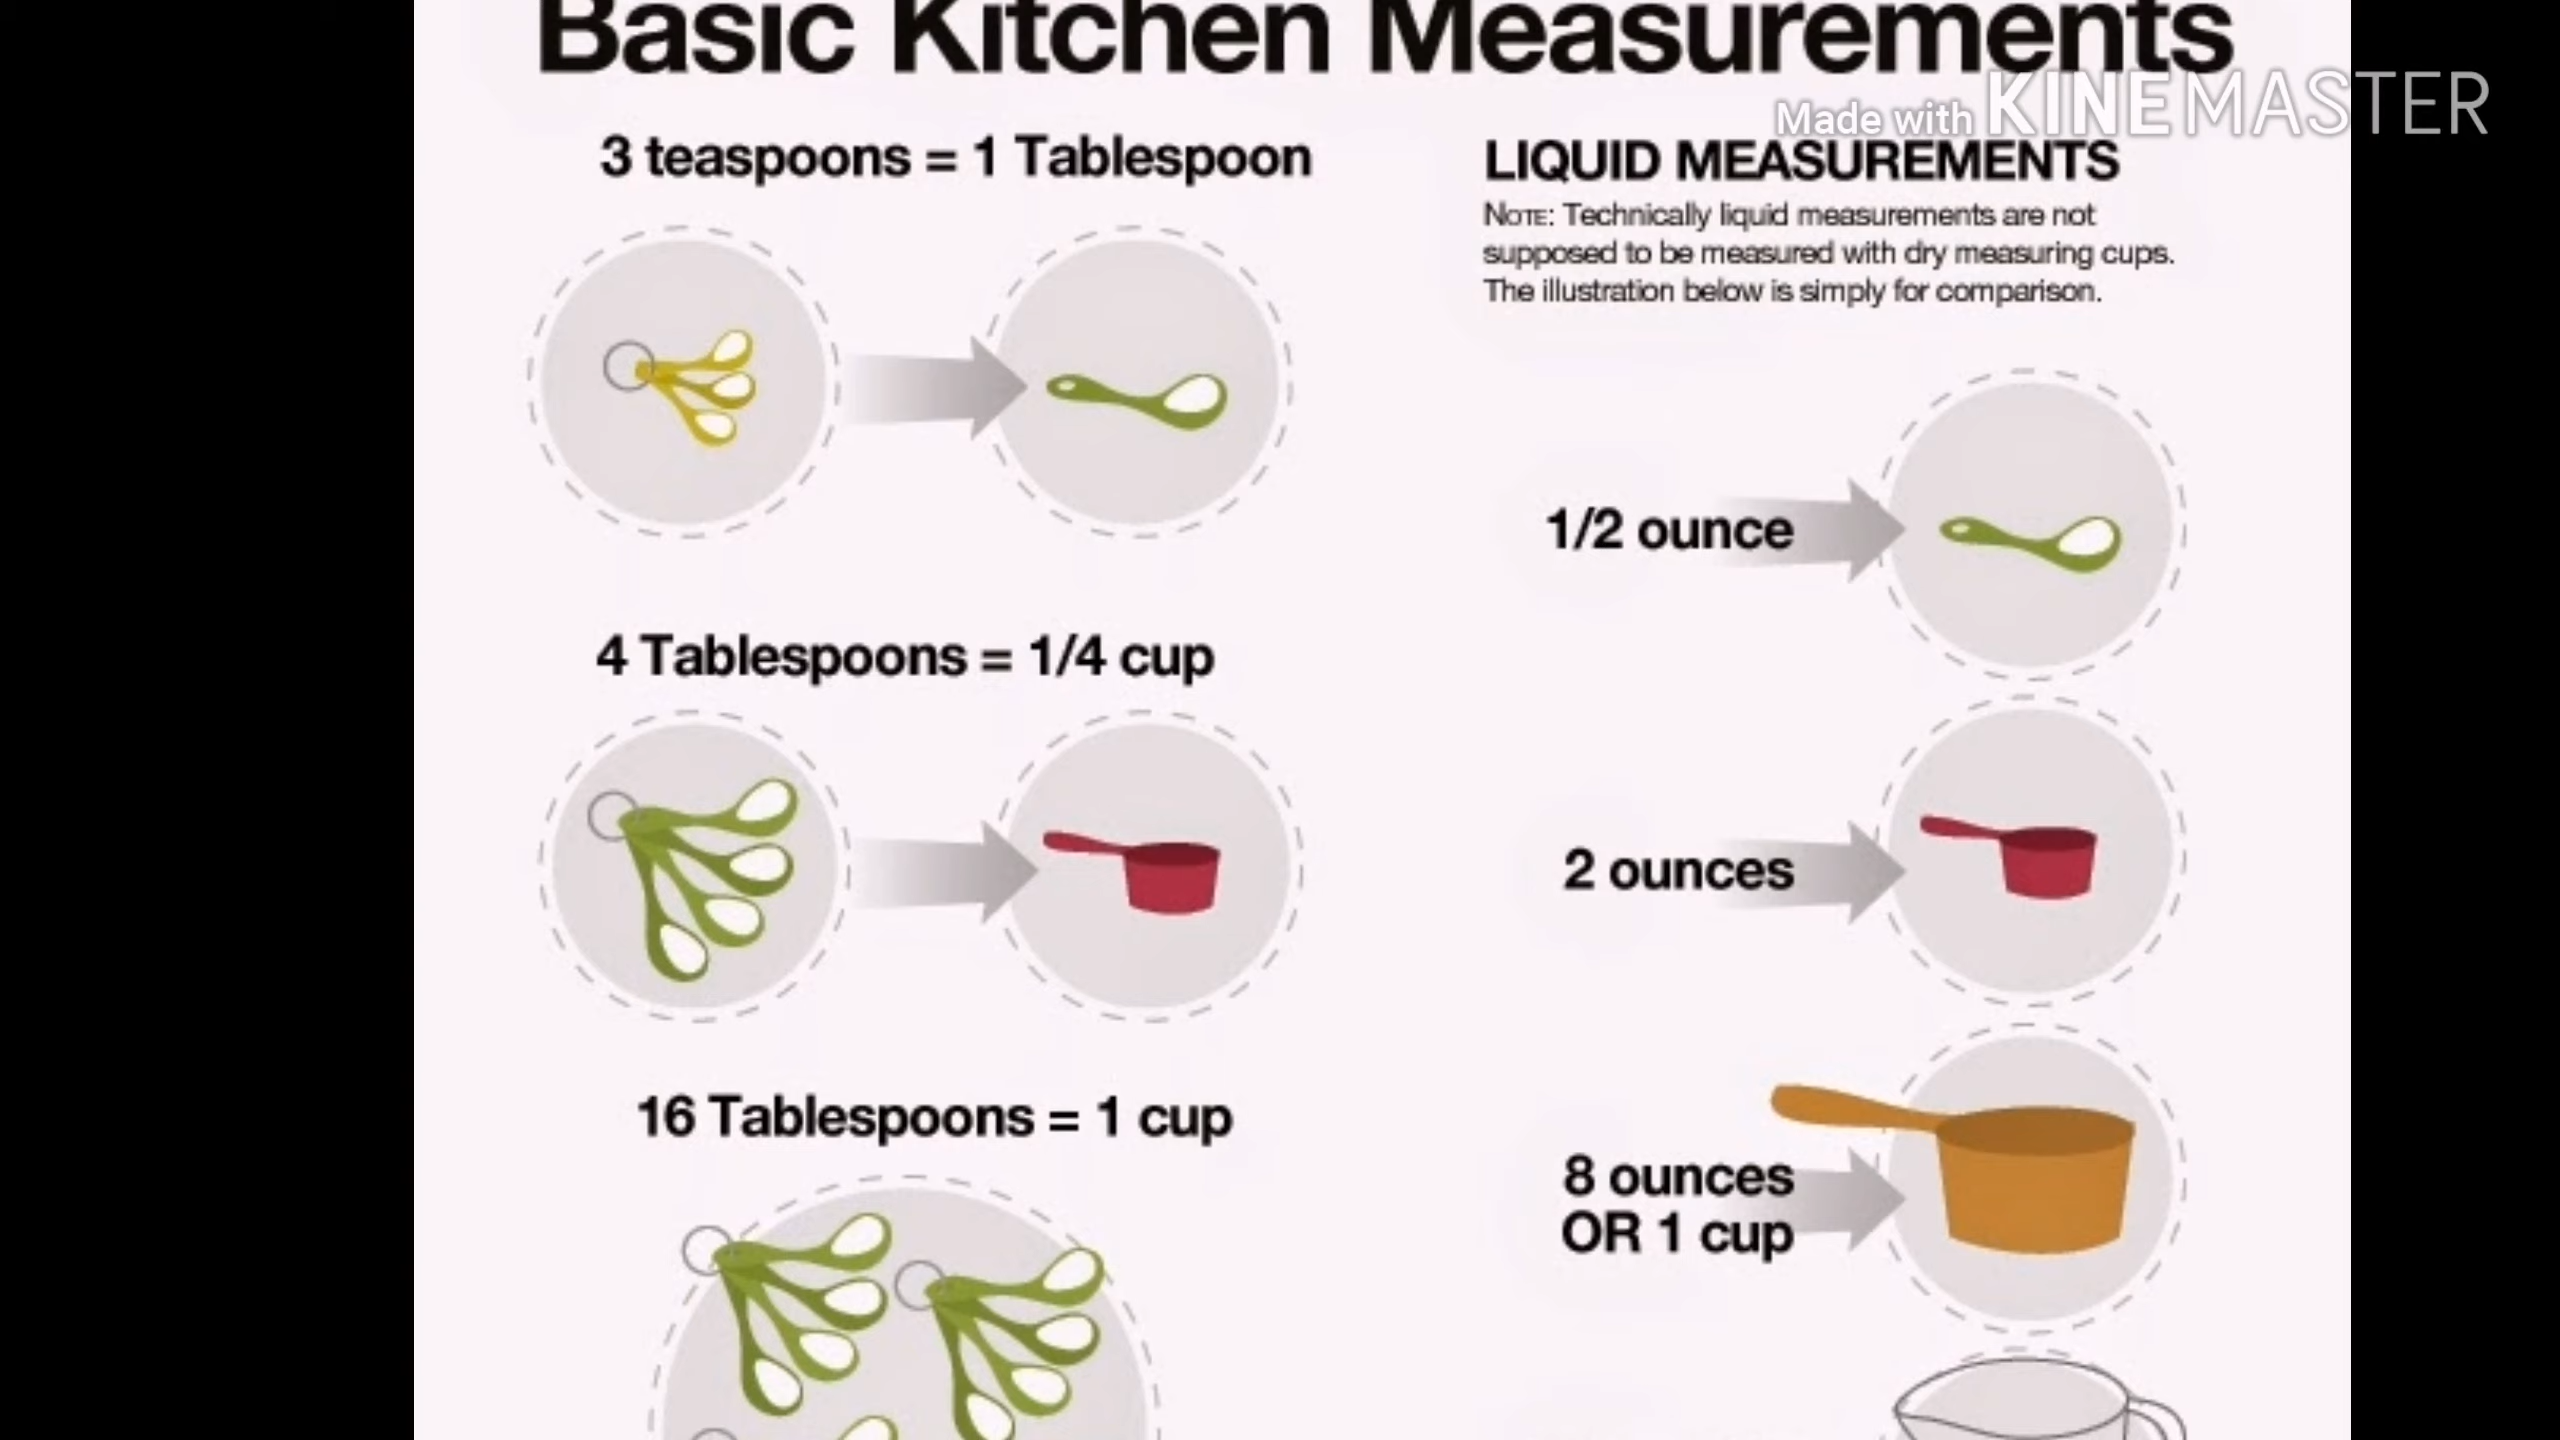 Basic Kitchen Measurements
Made with KINEMASTER
3 teaspoons = 1 Tablespoon
4 Tablespoons = 1/4 cup
16 Tablespoons = 1 cup
LIQUID MEASUREMENTS
NOTE: Technically liquid measurements are not
supposed to be measured with dry measuring cups.
The illustration below is simply for comparison.
1/2 ounce
2 ounces
8 ounces
OR 1 cup